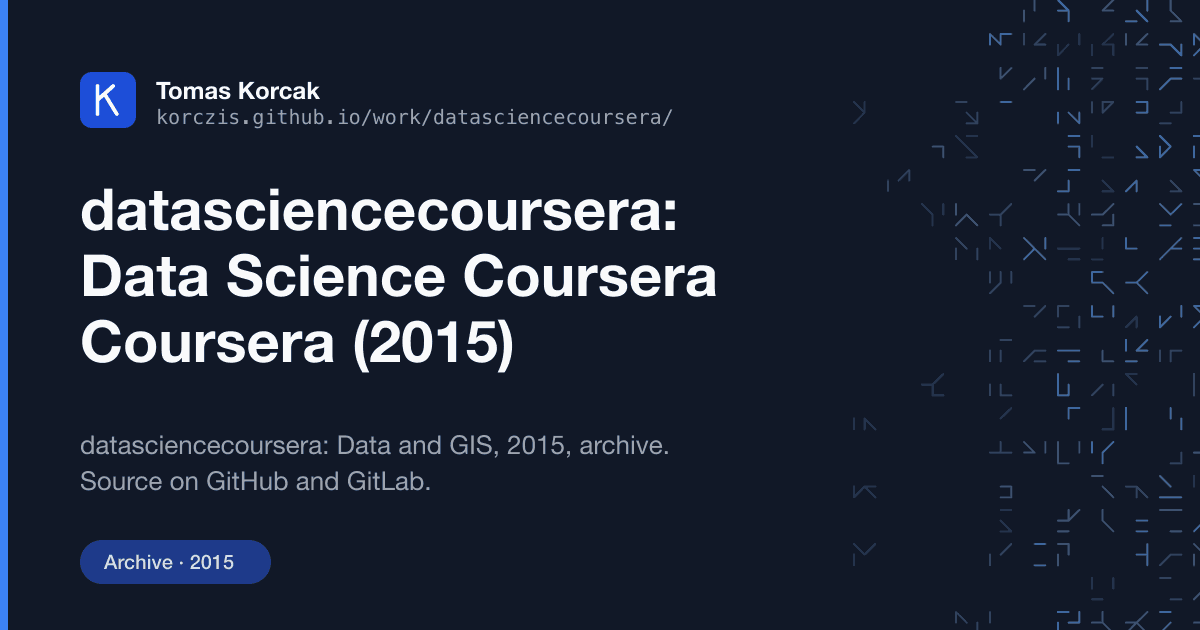 K
Tomas Korcak
korczis.github.io/work/datasciencecoursera/
datasciencecoursera:
Data Science Coursera
Coursera (2015)
datasciencecoursera: Data and GIS, 2015, archive.
Source on GitHub and GitLab.
Archive · 2015